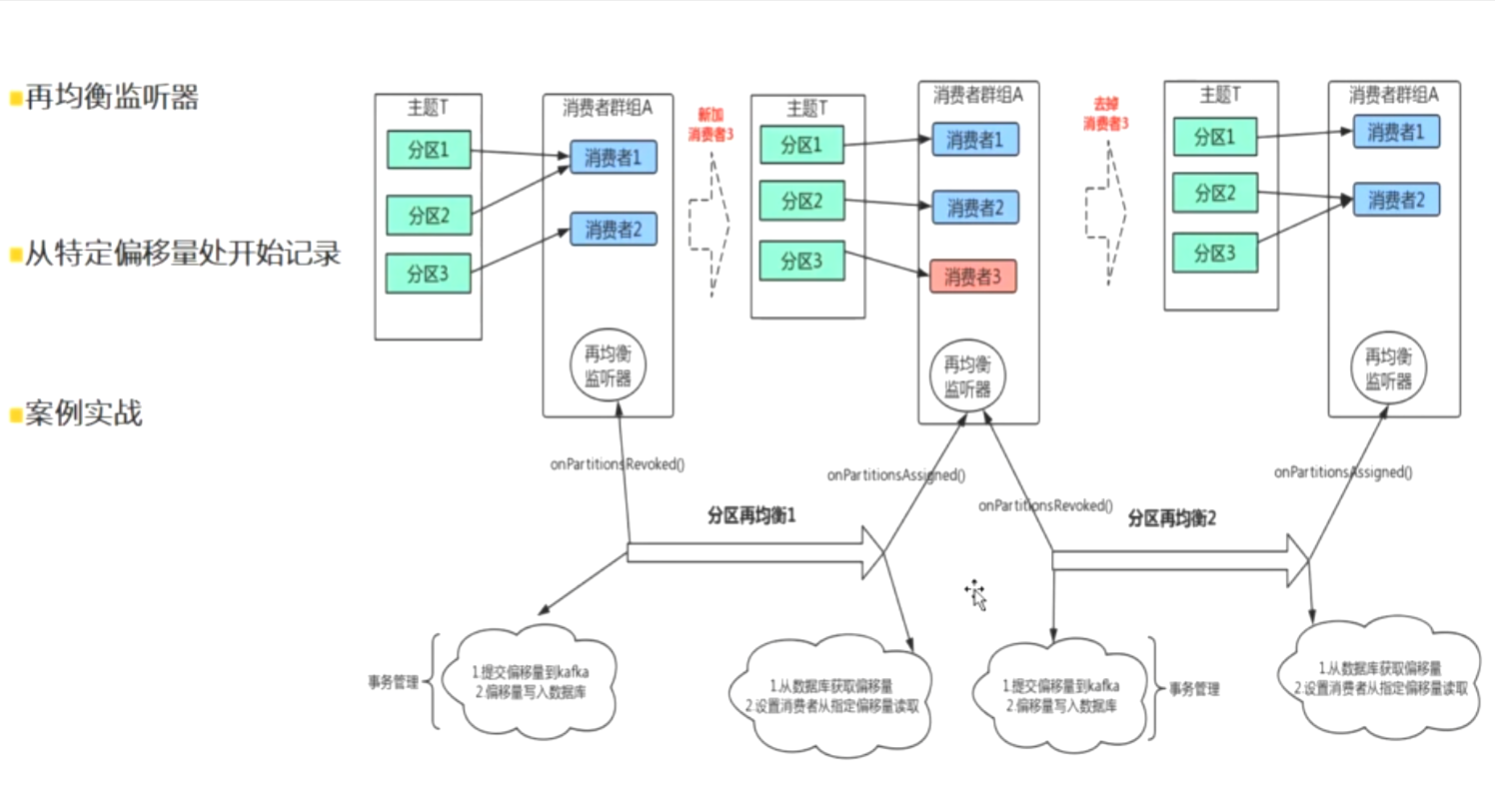 再均衡监听器
从特定偏移量处开始记录
案例实战
主题T
分区1
分区2
分区3
消费者群组A
消费者1
消费者2
再均衡
监听器
新加
消费者3
主题T
分区1
分区2
分区3
消费者群组A
消费者1
消费者2
消费者3
再均衡
监听器
去掉
消费者3
主题T
分区1
分区2
分区3
消费者群组A
消费者1
消费者2
再均衡
监听器
onPartitionsRevoked()
分区再均衡1
onPartitionsAssigned()
onPartitionsRevoked()
分区再均衡2
onPartitionsAssigned()
事务管理
1.提交偏移量到kafka
2.偏移量写入数据库
1.从数据库获取偏移量
2.设置消费者从指定偏移量读取
1.提交偏移量到kafka
2.偏移量写入数据库
事务管理
1.从数据库获取偏移量
2.设置消费者从指定偏移量读取